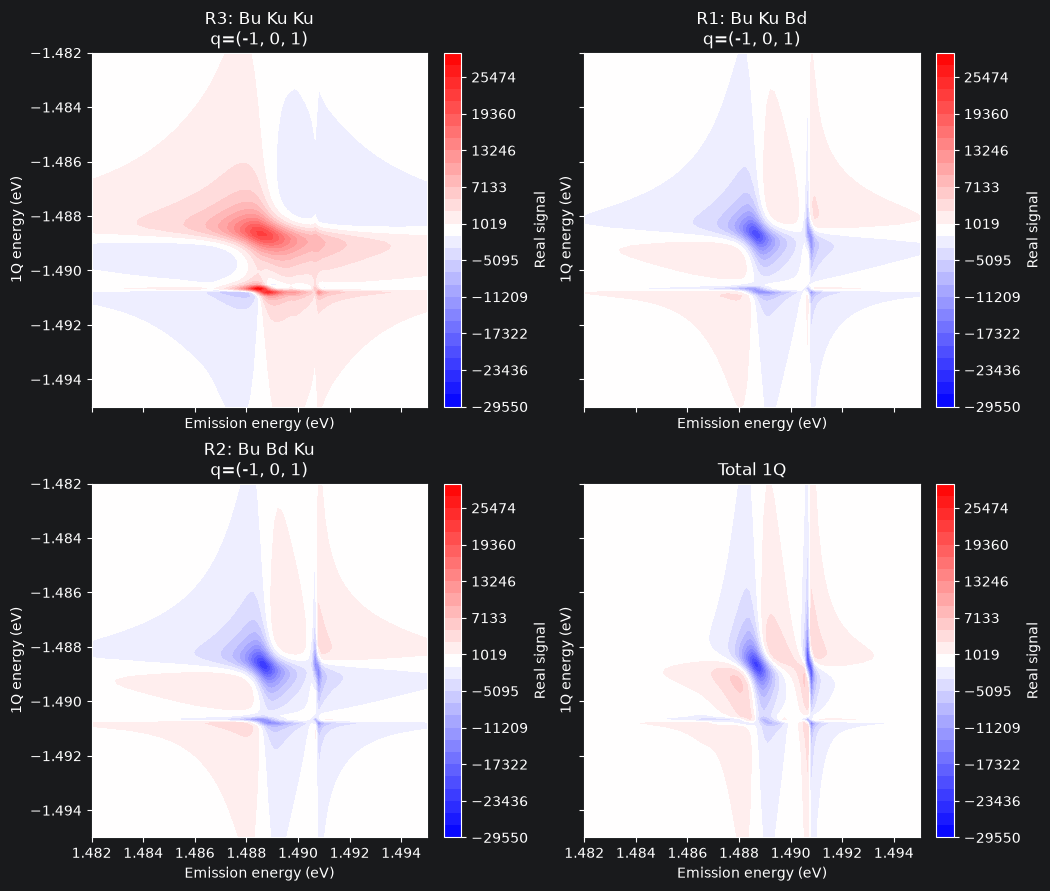 R3: Bu Ku Ku
q=(-1, 0, 1)
−1.482
−1.484
−1.486
−1.488
−1.490
−1.492
−1.494
1Q energy (eV)
Emission energy (eV)
25474
19360
13246
7133
1019
−5095
−11209
−17322
−23436
−29550
Real signal
R1: Bu Ku Bd
q=(-1, 0, 1)
1Q energy (eV)
Emission energy (eV)
25474
19360
13246
7133
1019
−5095
−11209
−17322
−23436
−29550
Real signal
R2: Bu Bd Ku
q=(-1, 0, 1)
−1.482
−1.484
−1.486
−1.488
−1.490
−1.492
−1.494
1Q energy (eV)
1.482 1.484 1.486 1.488 1.490 1.492 1.494
Emission energy (eV)
25474
19360
13246
7133
1019
−5095
−11209
−17322
−23436
−29550
Real signal
Total 1Q
1Q energy (eV)
1.482 1.484 1.486 1.488 1.490 1.492 1.494
Emission energy (eV)
25474
19360
13246
7133
1019
−5095
−11209
−17322
−23436
−29550
Real signal